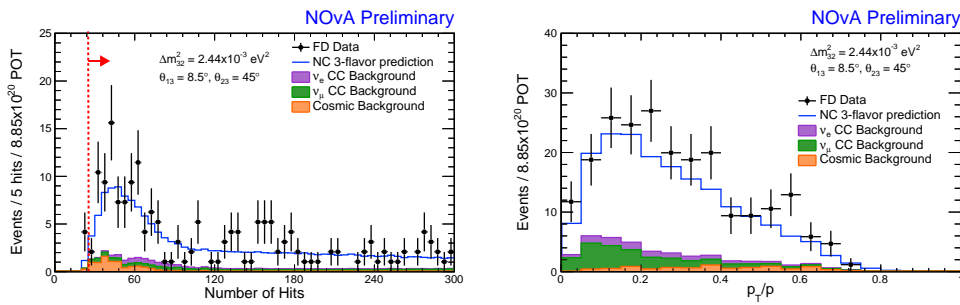 NOvA Preliminary
Events / 5 hits / 8.85x10²⁰ POT
25
20
15
10
5
0
Δm²₃₂ = 2.44x10⁻³ eV²
θ₁₃ = 8.5°, θ₂₃ = 45°
FD Data
NC 3-flavor prediction
νₑ CC Background
ν_μ CC Background
Cosmic Background
0 60 120 180 240 300
Number of Hits
NOvA Preliminary
Events / 8.85x10²⁰ POT
40
30
20
10
0
Δm²₃₂ = 2.44x10⁻³ eV²
θ₁₃ = 8.5°, θ₂₃ = 45°
FD Data
NC 3-flavor prediction
νₑ CC Background
ν_μ CC Background
Cosmic Background
0 0.2 0.4 0.6 0.8 1
p_T/p